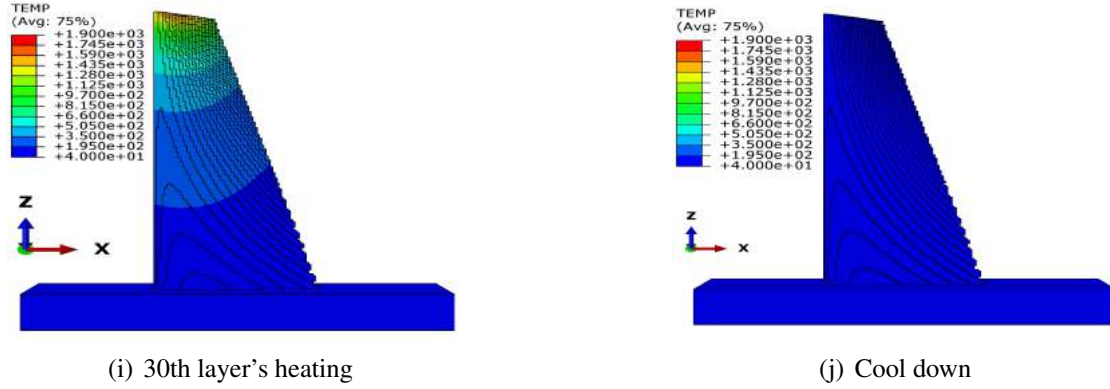 TEMP
(Avg: 75%)
+1.900e+03
+1.745e+03
+1.590e+03
+1.435e+03
+1.280e+03
+1.125e+03
+9.700e+02
+8.150e+02
+6.600e+02
+5.050e+02
+3.500e+02
+1.950e+02
+4.000e+01
Z
X
(i) 30th layer's heating
TEMP
(Avg: 75%)
+1.900e+03
+1.745e+03
+1.590e+03
+1.435e+03
+1.280e+03
+1.125e+03
+9.700e+02
+8.150e+02
+6.600e+02
+5.050e+02
+3.500e+02
+1.950e+02
+4.000e+01
Z
X
(j) Cool down